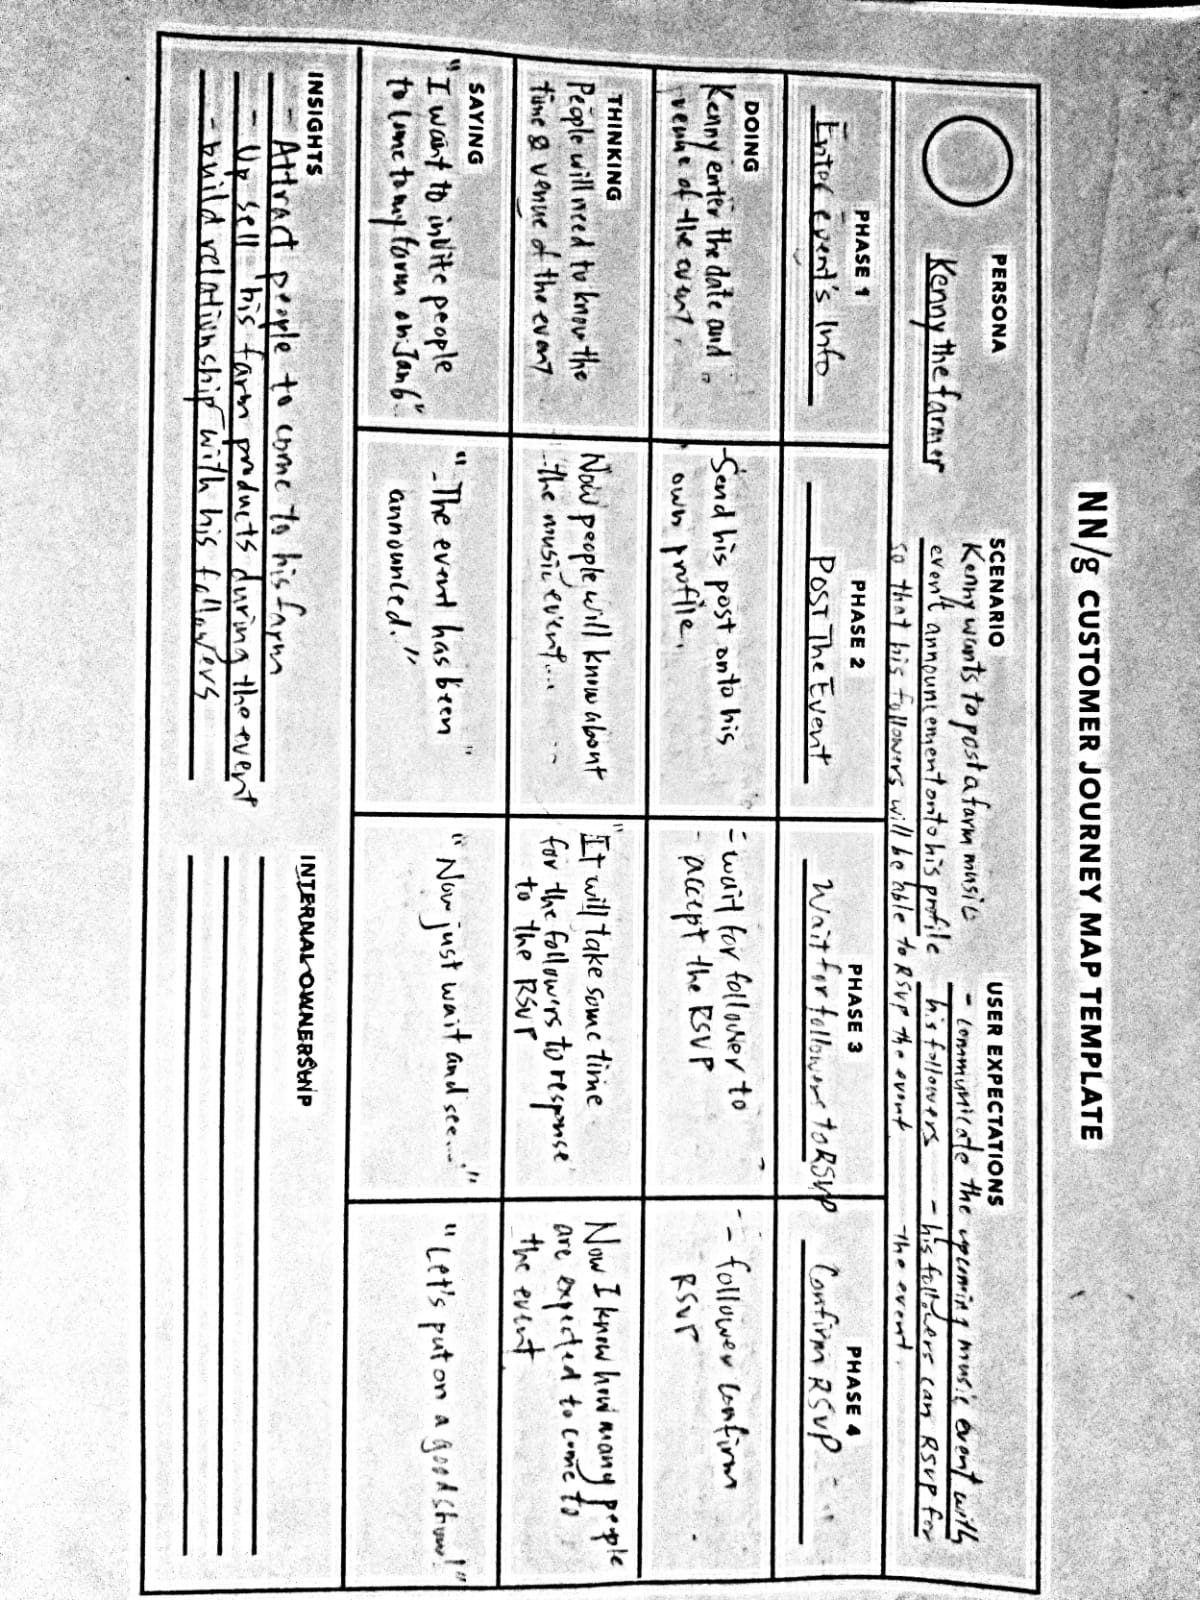 NN/g CUSTOMER JOURNEY MAP TEMPLATE
PERSONA
Kenny the farmer
SCENARIO
Kenny wants to post a farm music
event announcement onto his profile
so that his followers will be able to RSVP the event.
USER EXPECTATIONS
- communicate the upcoming music event with
his followers - his followers can RSVP for
the event.
PHASE 1
Enter event's Info
PHASE 2
Post The Event
PHASE 3
Wait for followers to RSVP
PHASE 4
Confirm RSVP
DOING
Kenny enter the date and
venue of the event.
-Send his post onto his
own profile.
- wait for follower to
- accept the RSVP
- follower confirm
RSVP
THINKING
People will need to know the
time & venue of the event
Now people will know about
the music event...
"It will take some time
for the followers to response
to the RSVP
Now I know how many people
are expected to come to
the event
SAYING
"I want to invite people
to come to my farm on Jan 6"
"The event has been"
announced."
"Now just wait and see...."
"Let's put on a good show!"
INSIGHTS
- Attract people to come to his farm
- Up sell his farm products during the event
- build relationship with his followers
INTERNAL OWNERSHIP